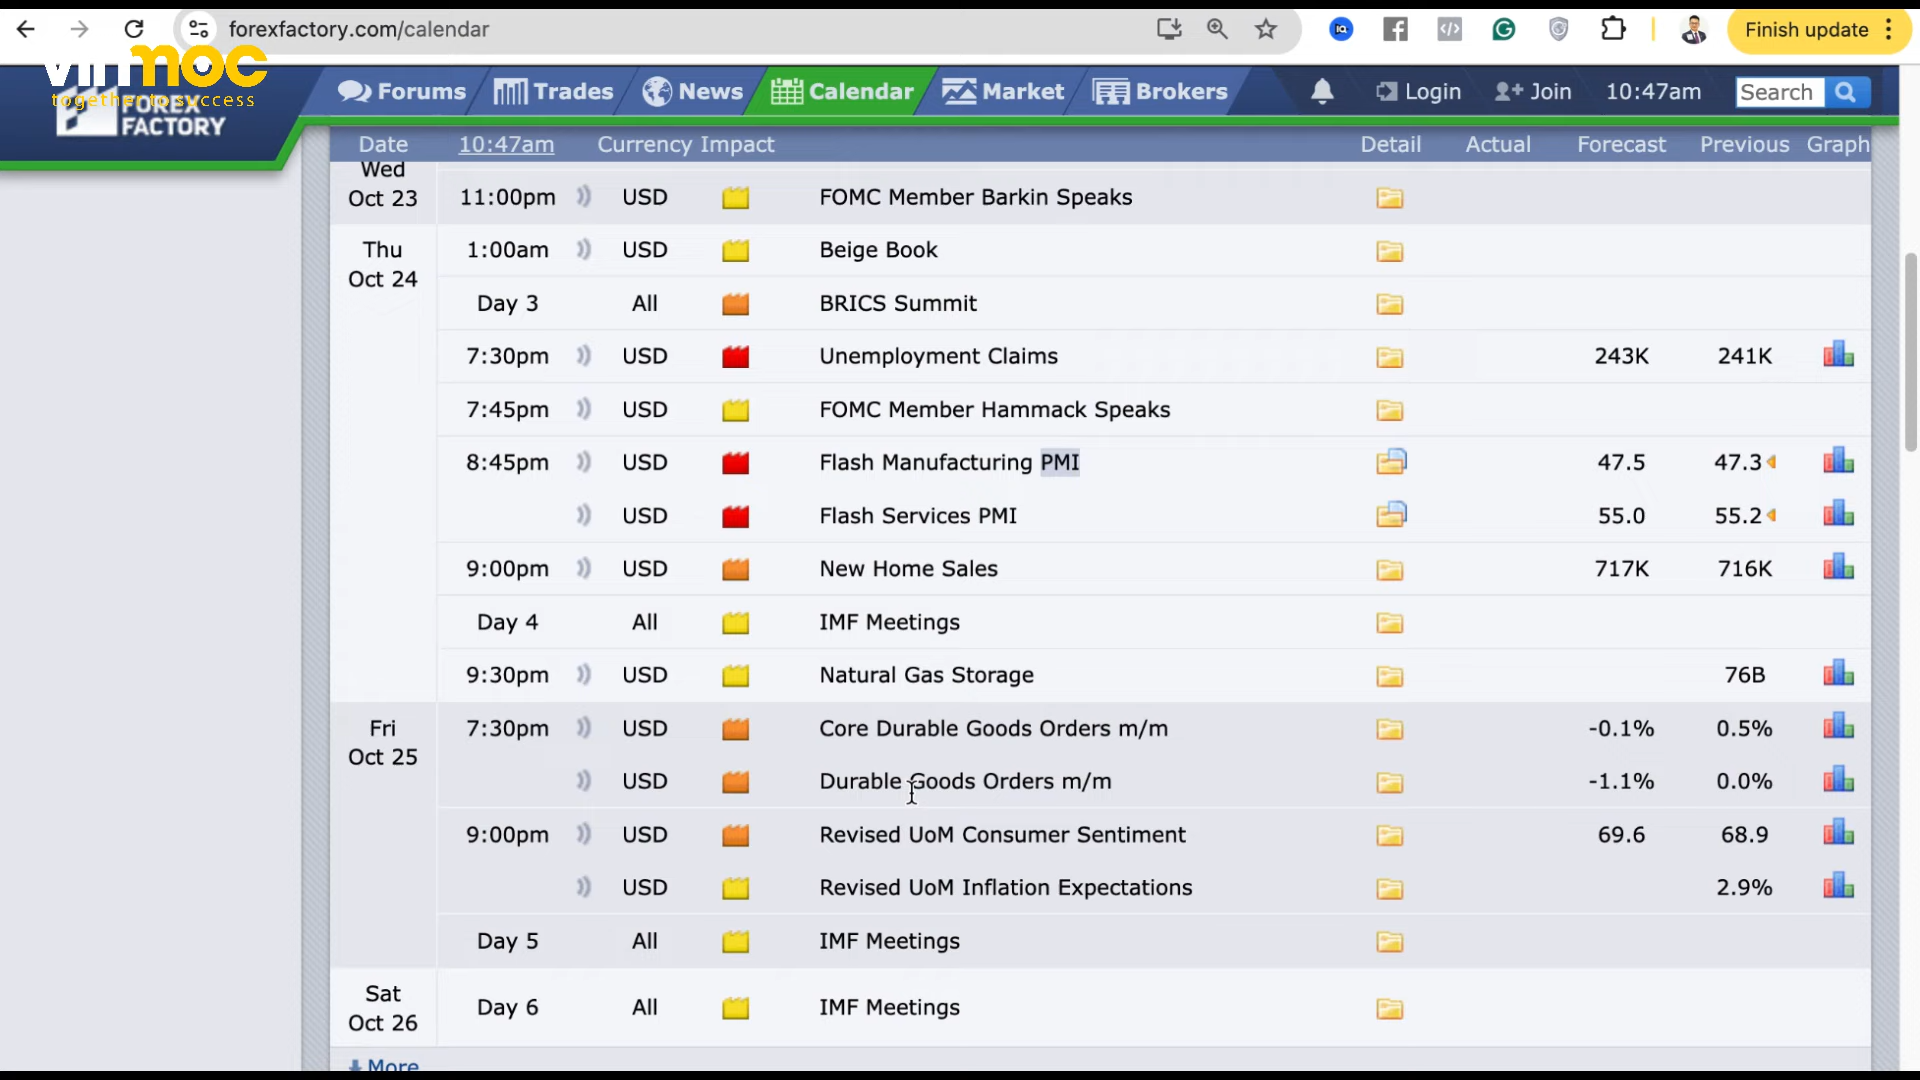 forexfactory.com/calendar
Finish update
vinmoc
together to success
FOREX
FACTORY
Forums Trades News Calendar Market Brokers Login Join 10:47am Search
Date 10:47am Currency Impact Detail Actual Forecast Previous Graph
Wed
Oct 23 11:00pm USD FOMC Member Barkin Speaks
Thu
Oct 24 1:00am USD Beige Book
Day 3 All BRICS Summit
7:30pm USD Unemployment Claims 243K 241K
7:45pm USD FOMC Member Hammack Speaks
8:45pm USD Flash Manufacturing PMI 47.5 47.3
USD Flash Services PMI 55.0 55.2
9:00pm USD New Home Sales 717K 716K
Day 4 All IMF Meetings
9:30pm USD Natural Gas Storage 76B
Fri
Oct 25 7:30pm USD Core Durable Goods Orders m/m -0.1% 0.5%
USD Durable Goods Orders m/m -1.1% 0.0%
9:00pm USD Revised UoM Consumer Sentiment 69.6 68.9
USD Revised UoM Inflation Expectations 2.9%
Day 5 All IMF Meetings
Sat
Oct 26 Day 6 All IMF Meetings
More